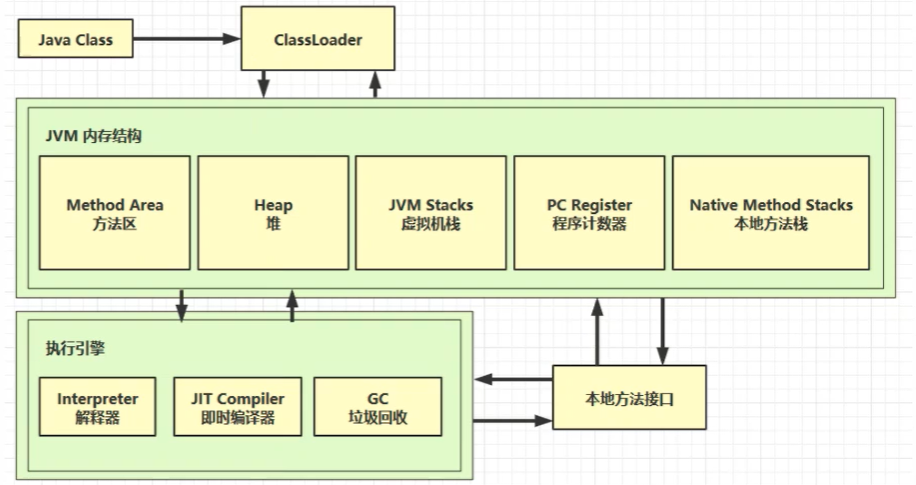 Java Class
ClassLoader
JVM 内存结构
Method Area
方法区
Heap
堆
JVM Stacks
虚拟机栈
PC Register
程序计数器
Native Method Stacks
本地方法栈
执行引擎
Interpreter
解释器
JIT Compiler
即时编译器
GC
垃圾回收
本地方法接口